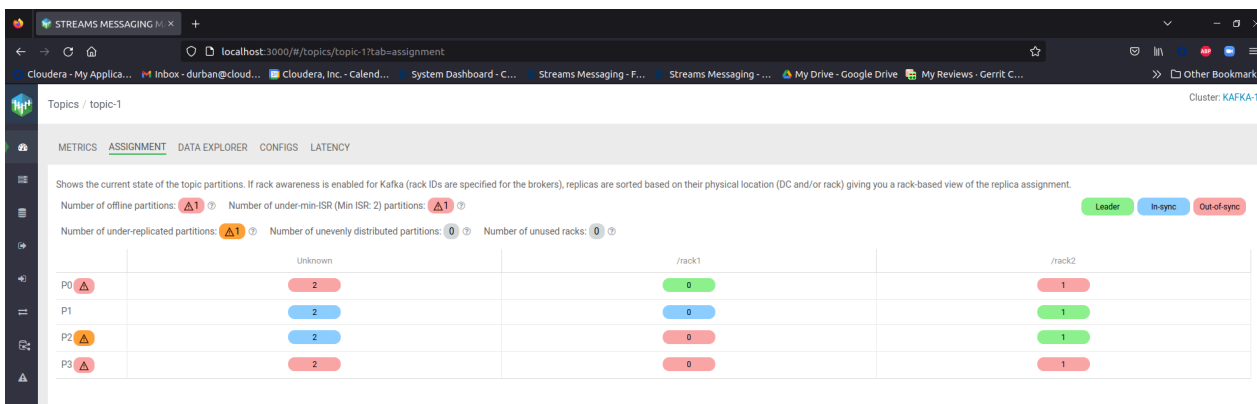 STREAMS MESSAGING M
localhost:3000/#/topics/topic-1?tab=assignment
Cloudera - My Applica… Inbox - durban@cloud… Cloudera, Inc. - Calend… System Dashboard - C… Streams Messaging - F… Streams Messaging - … My Drive - Google Drive My Reviews · Gerrit C… Other Bookmark
Topics / topic-1 Cluster: KAFKA-1
METRICS ASSIGNMENT DATA EXPLORER CONFIGS LATENCY
Shows the current state of the topic partitions. If rack awareness is enabled for Kafka (rack IDs are specified for the brokers), replicas are sorted based on their physical location (DC and/or rack) giving you a rack-based view of the replica assignment.
Number of offline partitions: 1 Number of under-min-ISR (Min ISR: 2) partitions: 1 Leader In-sync Out-of-sync
Number of under-replicated partitions: 1 Number of unevenly distributed partitions: 0 Number of unused racks: 0
Unknown /rack1 /rack2
P0 2 0 1
P1 2 0 1
P2 2 0 1
P3 2 0 1